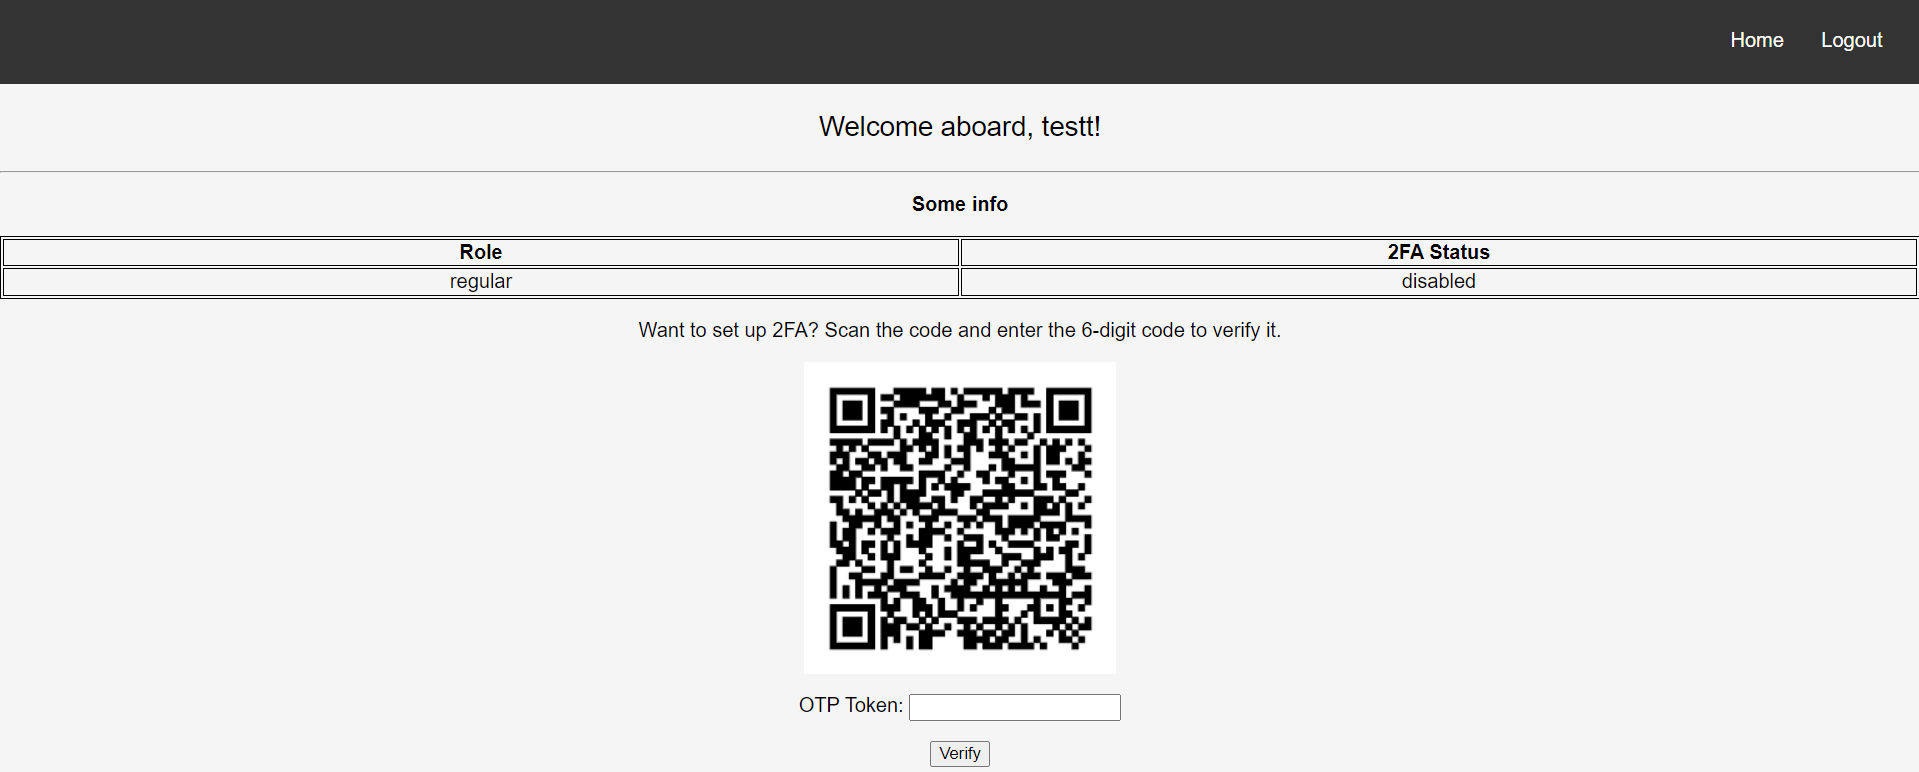 Home Logout
Welcome aboard, testt!
Some info
Role 2FA Status
regular disabled
Want to set up 2FA? Scan the code and enter the 6-digit code to verify it.
OTP Token:
Verify